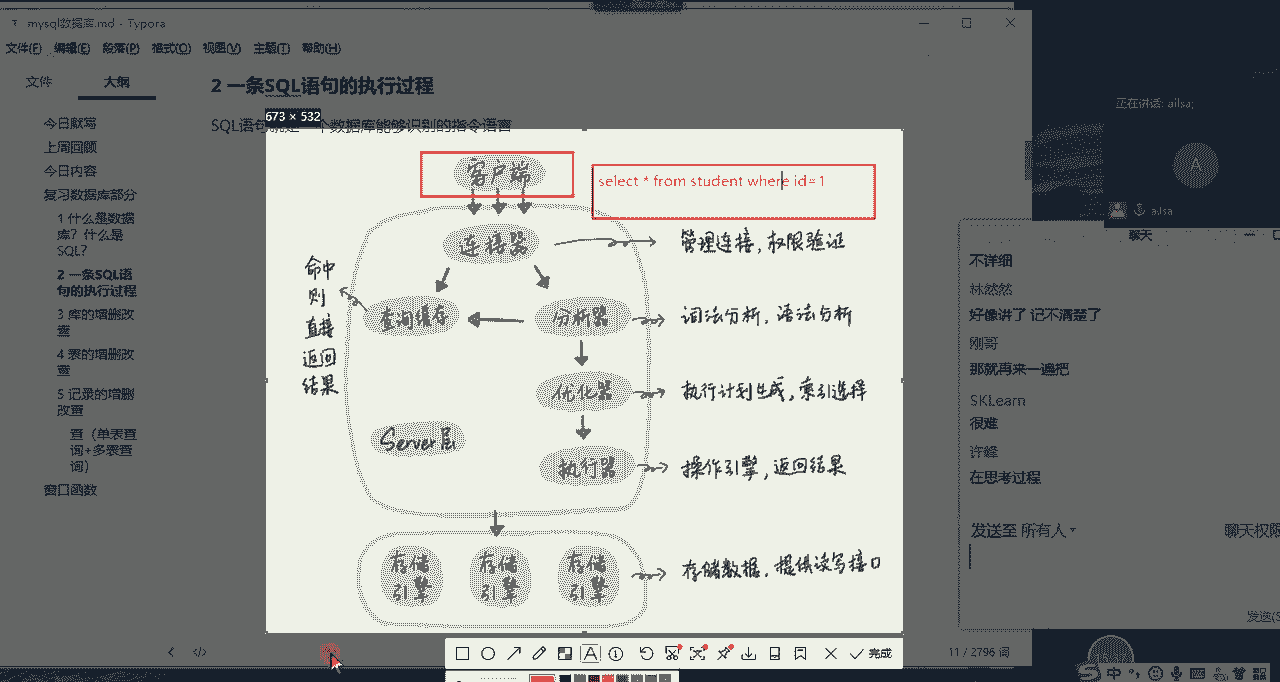 mysql数据库.md - Typora
文件(F) 编辑(E) 段落(P) 格式(O) 视图(V) 主题(T) 帮助(H)
文件 大纲
今日默写
上周回顾
今日内容
复习数据库部分
1 什么是数据
库?什么是
SQL?
2 一条SQL语
句的执行过程
3 库的增删改
查
4 表的增删改
查
5 记录的增删
改查
查(单表查
询+多表查
询)
窗口函数
2 一条SQL语句的执行过程
673 × 532
SQL语句就是一个数据库能够识别的指令语言
客户端
select * from student where id=1
连接器
管理连接,权限验证
命中
则
直接
返回
结果
查询缓存
分析器
词法分析,语法分析
优化器
执行计划生成,索引选择
Server层
执行器
操作引擎,返回结果
存储
引擎
存储
引擎
存储
引擎
存储数据,提供读写接口
完成
11 / 2796 词
正在讲话: ailsa;
A
ailsa
聊天
不详细
林然然
好像讲了 记不清楚了
刚哥
那就再来一遍把
SKLearn
很难
许峰
在思考过程
发送至 所有人
聊天权限
发送(S
中